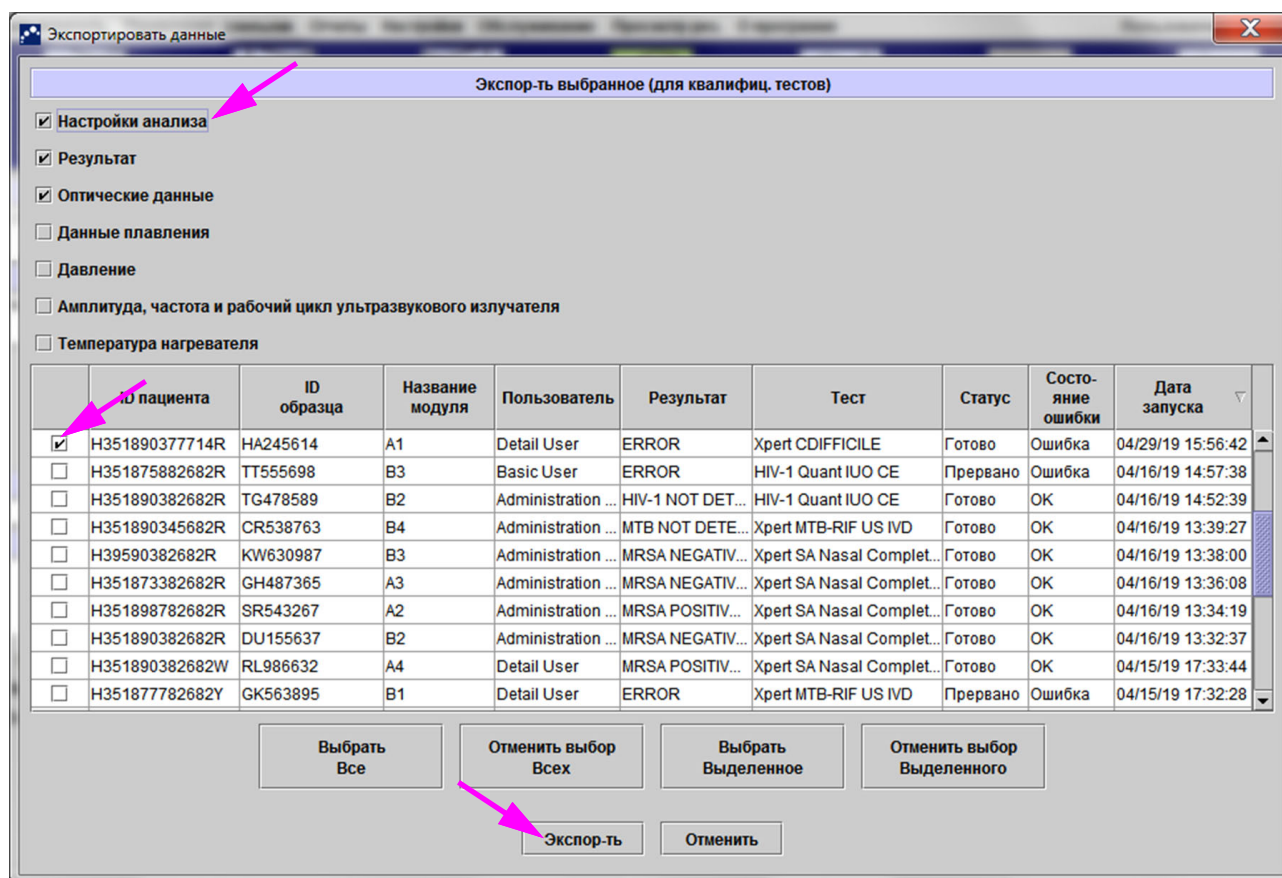 Экспортировать данные
Экспор-ть выбранное (для квалифиц. тестов)
Настройки анализа
Результат
Оптические данные
Данные плавления
Давление
Амплитуда, частота и рабочий цикл ультразвукового излучателя
Температура нагревателя
ID пациента ID образца Название модуля Пользователь Результат Тест Статус Состо-яние ошибки Дата запуска
H351890377714R HA245614 A1 Detail User ERROR Xpert CDIFFICILE Готово Ошибка 04/29/19 15:56:42
H351875882682R TT555698 B3 Basic User ERROR HIV-1 Quant IUO CE Прервано Ошибка 04/16/19 14:57:38
H351890382682R TG478589 B2 Administration ... HIV-1 NOT DET... HIV-1 Quant IUO CE Готово OK 04/16/19 14:52:39
H351890345682R CR538763 B4 Administration ... MTB NOT DETE... Xpert MTB-RIF US IVD Готово OK 04/16/19 13:39:27
H39590382682R KW630987 B3 Administration ... MRSA NEGATIV... Xpert SA Nasal Complet... Готово OK 04/16/19 13:38:00
H351873382682R GH487365 A3 Administration ... MRSA NEGATIV... Xpert SA Nasal Complet... Готово OK 04/16/19 13:36:08
H351898782682R SR543267 A2 Administration ... MRSA POSITIV... Xpert SA Nasal Complet... Готово OK 04/16/19 13:34:19
H351890382682R DU155637 B2 Administration ... MRSA NEGATIV... Xpert SA Nasal Complet... Готово OK 04/16/19 13:32:37
H351890382682W RL986632 A4 Detail User MRSA POSITIV... Xpert SA Nasal Complet... Готово OK 04/15/19 17:33:44
H351877782682Y GK563895 B1 Detail User ERROR Xpert MTB-RIF US IVD Прервано Ошибка 04/15/19 17:32:28
Выбрать Все
Отменить выбор Всех
Выбрать Выделенное
Отменить выбор Выделенного
Экспор-ть
Отменить